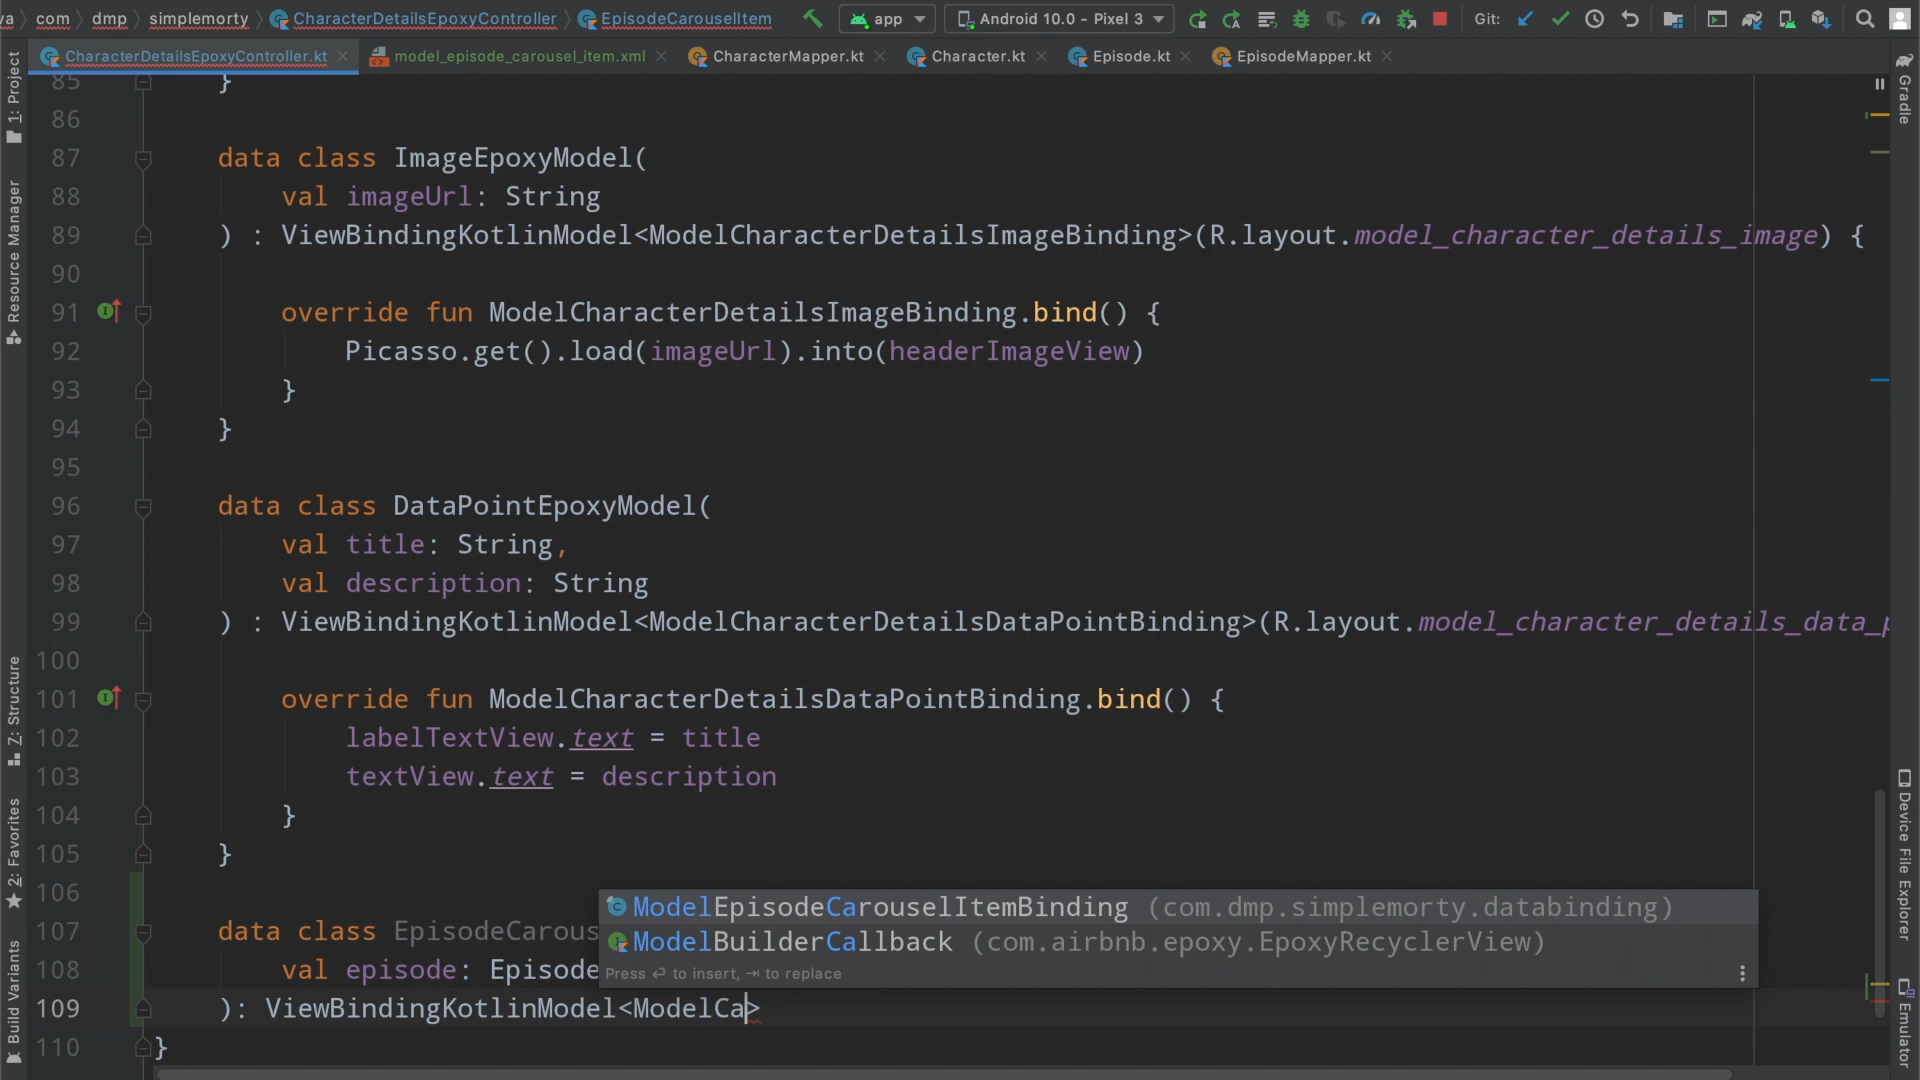 com dmp simplemorty CharacterDetailsEpoxyController EpisodeCarouselItem app Android 10.0 - Pixel 3 Git:
CharacterDetailsEpoxyController.kt model_episode_carousel_item.xml CharacterMapper.kt Character.kt Episode.kt EpisodeMapper.kt
1: Project
Resource Manager
Z: Structure
2: Favorites
Build Variants
85 }
86
87 data class ImageEpoxyModel(
88 val imageUrl: String
89 ) : ViewBindingKotlinModel<ModelCharacterDetailsImageBinding>(R.layout.model_character_details_image) {
90
91 override fun ModelCharacterDetailsImageBinding.bind() {
92 Picasso.get().load(imageUrl).into(headerImageView)
93 }
94 }
95
96 data class DataPointEpoxyModel(
97 val title: String,
98 val description: String
99 ) : ViewBindingKotlinModel<ModelCharacterDetailsDataPointBinding>(R.layout.model_character_details_data_p
100
101 override fun ModelCharacterDetailsDataPointBinding.bind() {
102 labelTextView.text = title
103 textView.text = description
104 }
105 }
106
107 data class EpisodeCarous
108 val episode: Episode
109 ): ViewBindingKotlinModel<ModelCa>
110 }
ModelEpisodeCarouselItemBinding (com.dmp.simplemorty.databinding)
ModelBuilderCallback (com.airbnb.epoxy.EpoxyRecyclerView)
Press ↵ to insert, ⇥ to replace
Gradle
Device File Explorer
Emulator